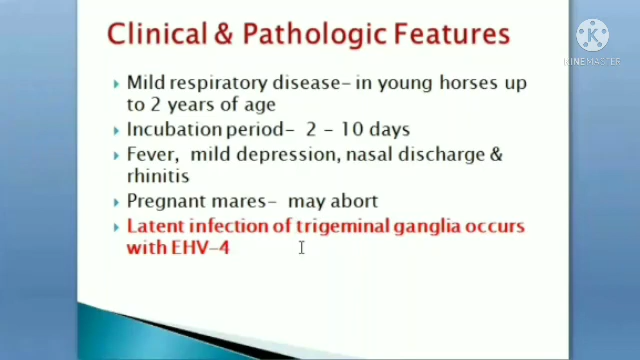 Clinical & Pathologic Features
KINEMASTER
Mild respiratory disease- in young horses up
to 2 years of age
Incubation period- 2 - 10 days
Fever, mild depression, nasal discharge &
rhinitis
Pregnant mares- may abort
Latent infection of trigeminal ganglia occurs
with EHV-4